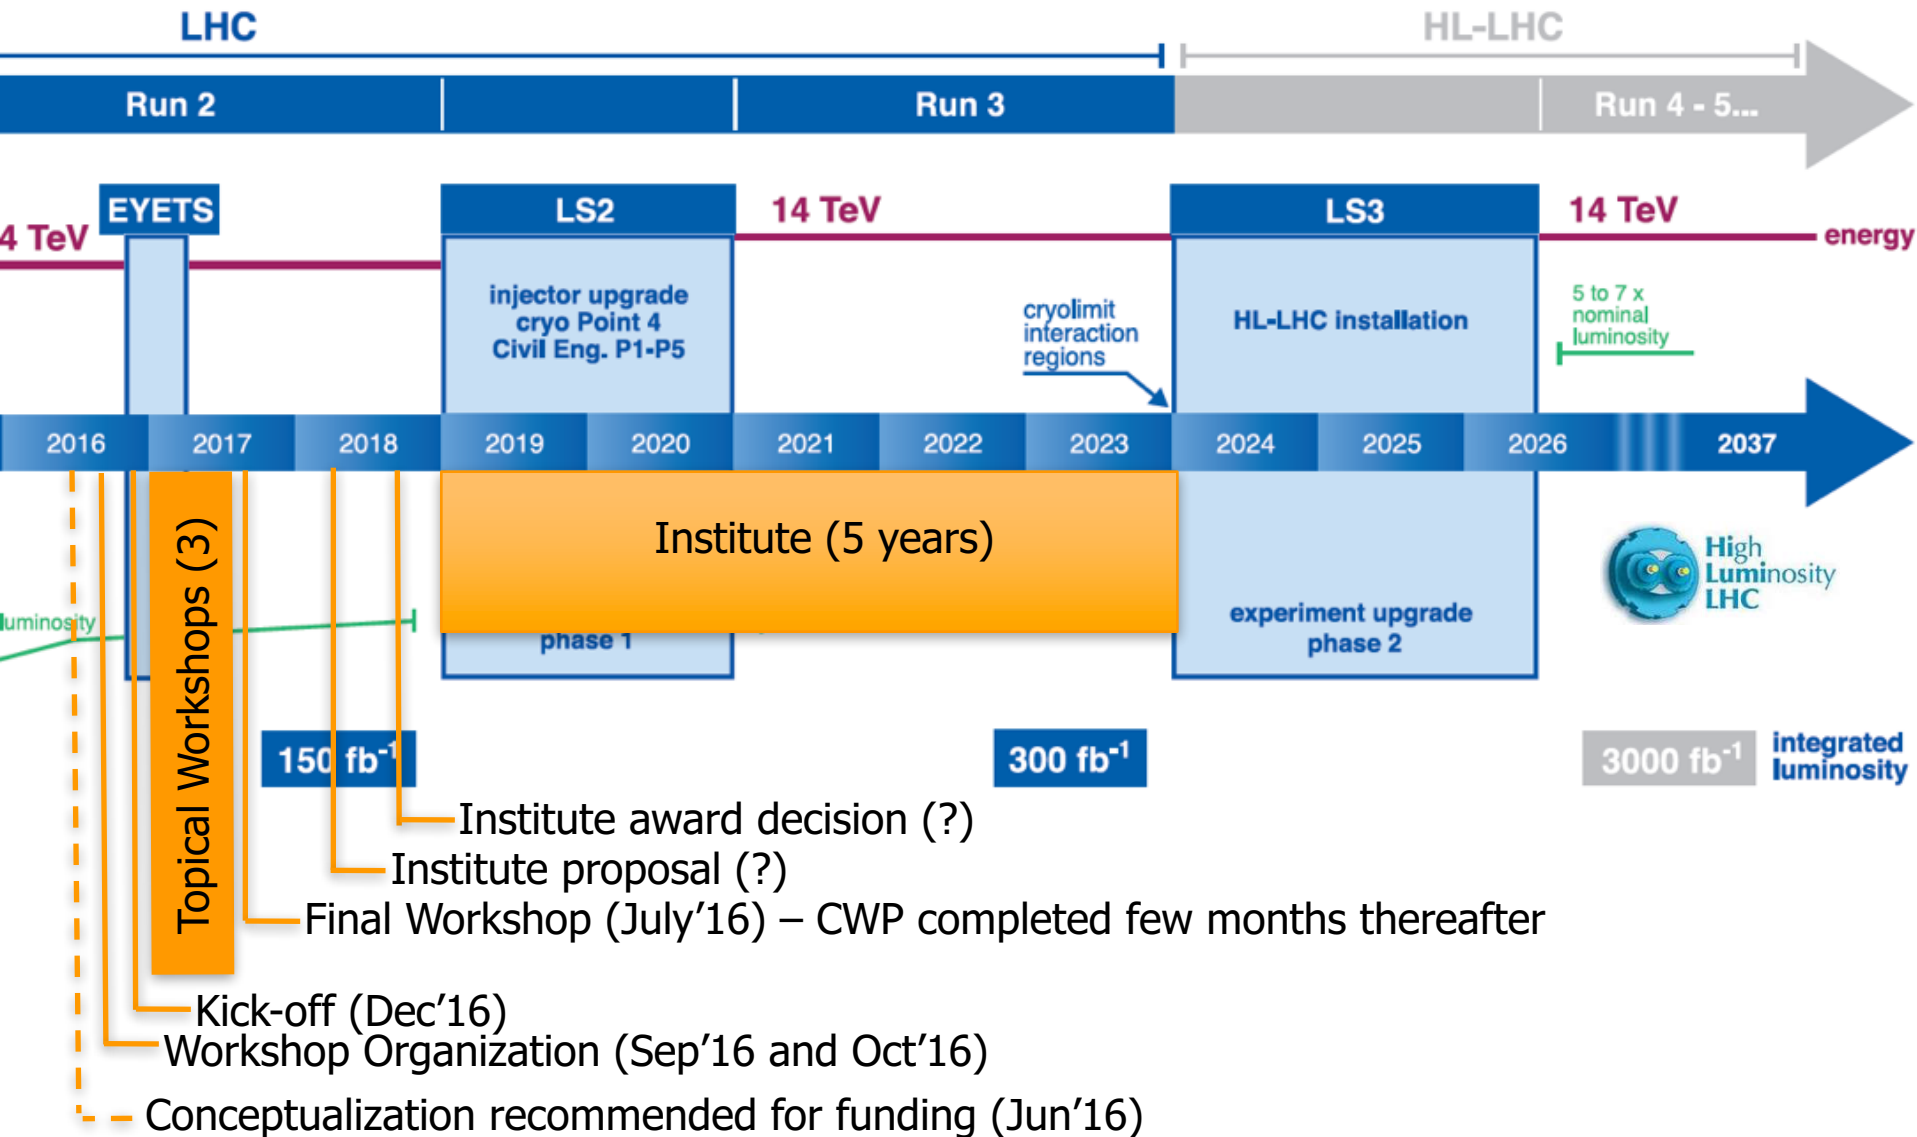 LHC
HL-LHC
Run 2
Run 3
Run 4 - 5...
EYETS
LS2
14 TeV
LS3
14 TeV
4 TeV
energy
injector upgrade
cryo Point 4
Civil Eng. P1-P5
cryolimit
interaction
regions
HL-LHC installation
5 to 7 x
nominal
luminosity
2016
2017
2018
2019
2020
2021
2022
2023
2024
2025
2026
2037
Topical Workshops (3)
Institute (5 years)
High
Luminosity
LHC
luminosity
phase 1
experiment upgrade
phase 2
150 fb-1
300 fb-1
3000 fb-1
integrated
luminosity
Institute award decision (?)
Institute proposal (?)
Final Workshop (July’16) – CWP completed few months thereafter
Kick-off (Dec’16)
Workshop Organization (Sep’16 and Oct’16)
Conceptualization recommended for funding (Jun’16)